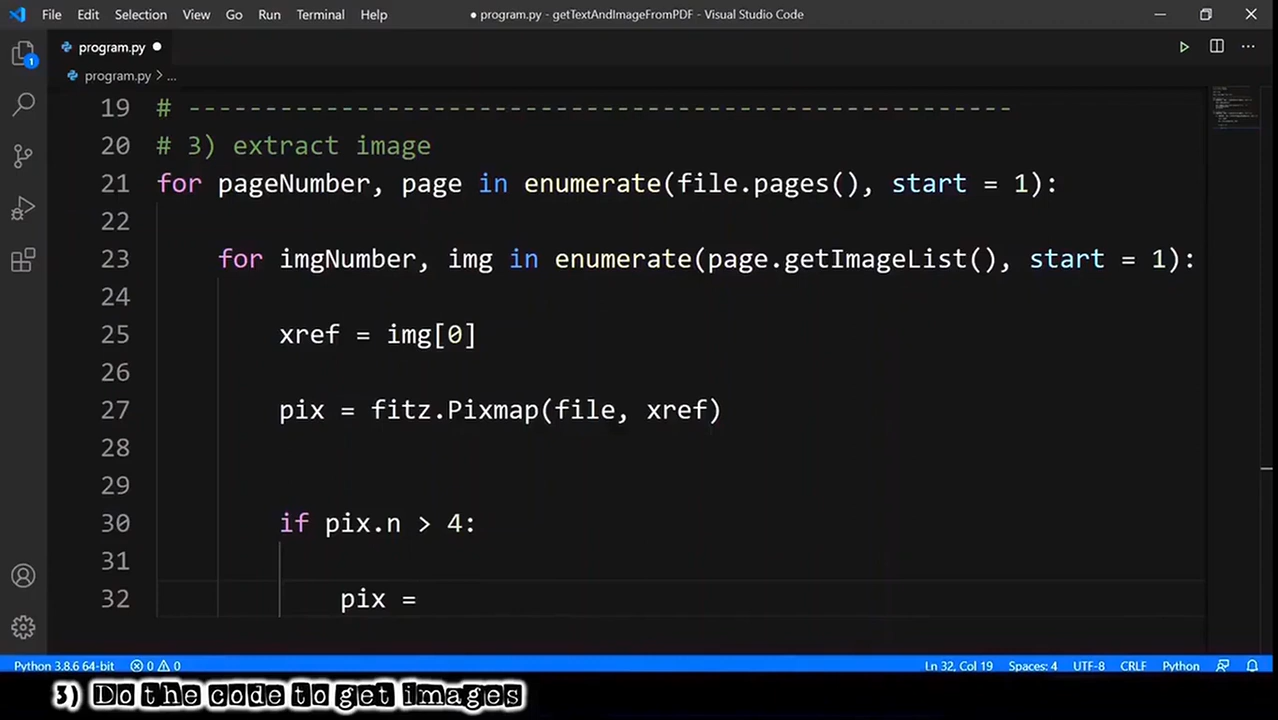 File Edit Selection View Go Run Terminal Help ● program.py - getTextAndImageFromPDF - Visual Studio Code
program.py
program.py > ...
1
19 # -------------------------------------------------------
20 # 3) extract image
21 for pageNumber, page in enumerate(file.pages(), start = 1):
22
23 for imgNumber, img in enumerate(page.getImageList(), start = 1):
24
25 xref = img[0]
26
27 pix = fitz.Pixmap(file, xref)
28
29
30 if pix.n > 4:
31
32 pix =
Python 3.8.6 64-bit 0 0 Ln 32, Col 19 Spaces: 4 UTF-8 CRLF Python
3) Do the code to get images